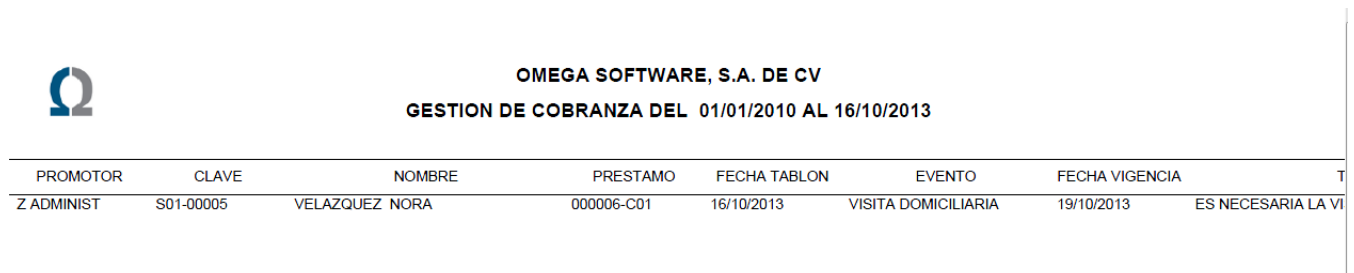 OMEGA SOFTWARE, S.A. DE CV
GESTION DE COBRANZA DEL 01/01/2010 AL 16/10/2013
PROMOTOR CLAVE NOMBRE PRESTAMO FECHA TABLON EVENTO FECHA VIGENCIA T
Z ADMINIST S01-00005 VELAZQUEZ NORA 000006-C01 16/10/2013 VISITA DOMICILIARIA 19/10/2013 ES NECESARIA LA VI